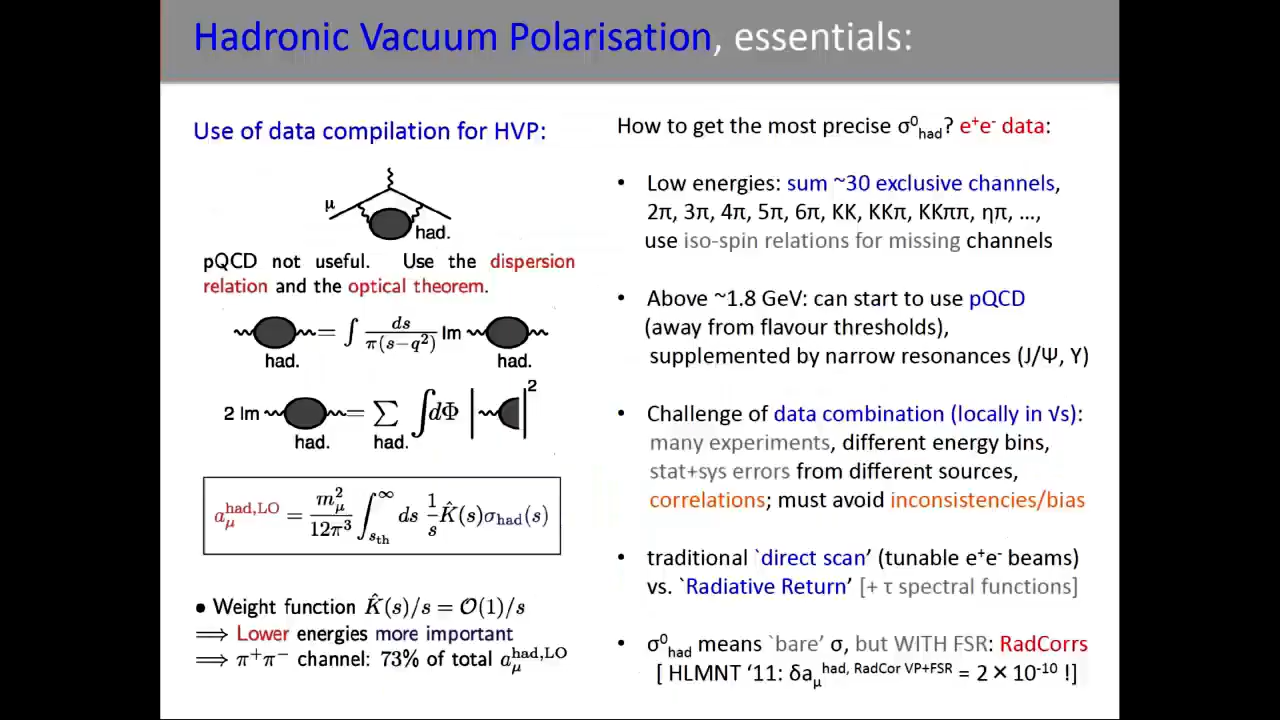 Hadronic Vacuum Polarisation, essentials:
Use of data compilation for HVP:
μ
had.
pQCD not useful. Use the dispersion
relation and the optical theorem.
= ∫ ds / π(s−q²) Im
had. had.
2 Im = ∑ ∫ dΦ | |²
had. had.
a_μ^{had,LO} = m_μ² / 12π³ ∫_{s_th}^∞ ds 1/s K̂(s)σ_had(s)
• Weight function K̂(s)/s = O(1)/s
⟹ Lower energies more important
⟹ π⁺π⁻ channel: 73% of total a_μ^{had,LO}
How to get the most precise σ⁰_had? e⁺e⁻ data:
• Low energies: sum ~30 exclusive channels,
2π, 3π, 4π, 5π, 6π, KK, KKπ, KKππ, ηπ, …,
use iso-spin relations for missing channels
• Above ~1.8 GeV: can start to use pQCD
(away from flavour thresholds),
supplemented by narrow resonances (J/Ψ, Υ)
• Challenge of data combination (locally in √s):
many experiments, different energy bins,
stat+sys errors from different sources,
correlations; must avoid inconsistencies/bias
• traditional `direct scan’ (tunable e⁺e⁻ beams)
vs. `Radiative Return’ [+ τ spectral functions]
• σ⁰_had means `bare’ σ, but WITH FSR: RadCorrs
[ HLMNT ‘11: δa_μ^{had, RadCor VP+FSR} = 2 × 10⁻¹⁰ !]